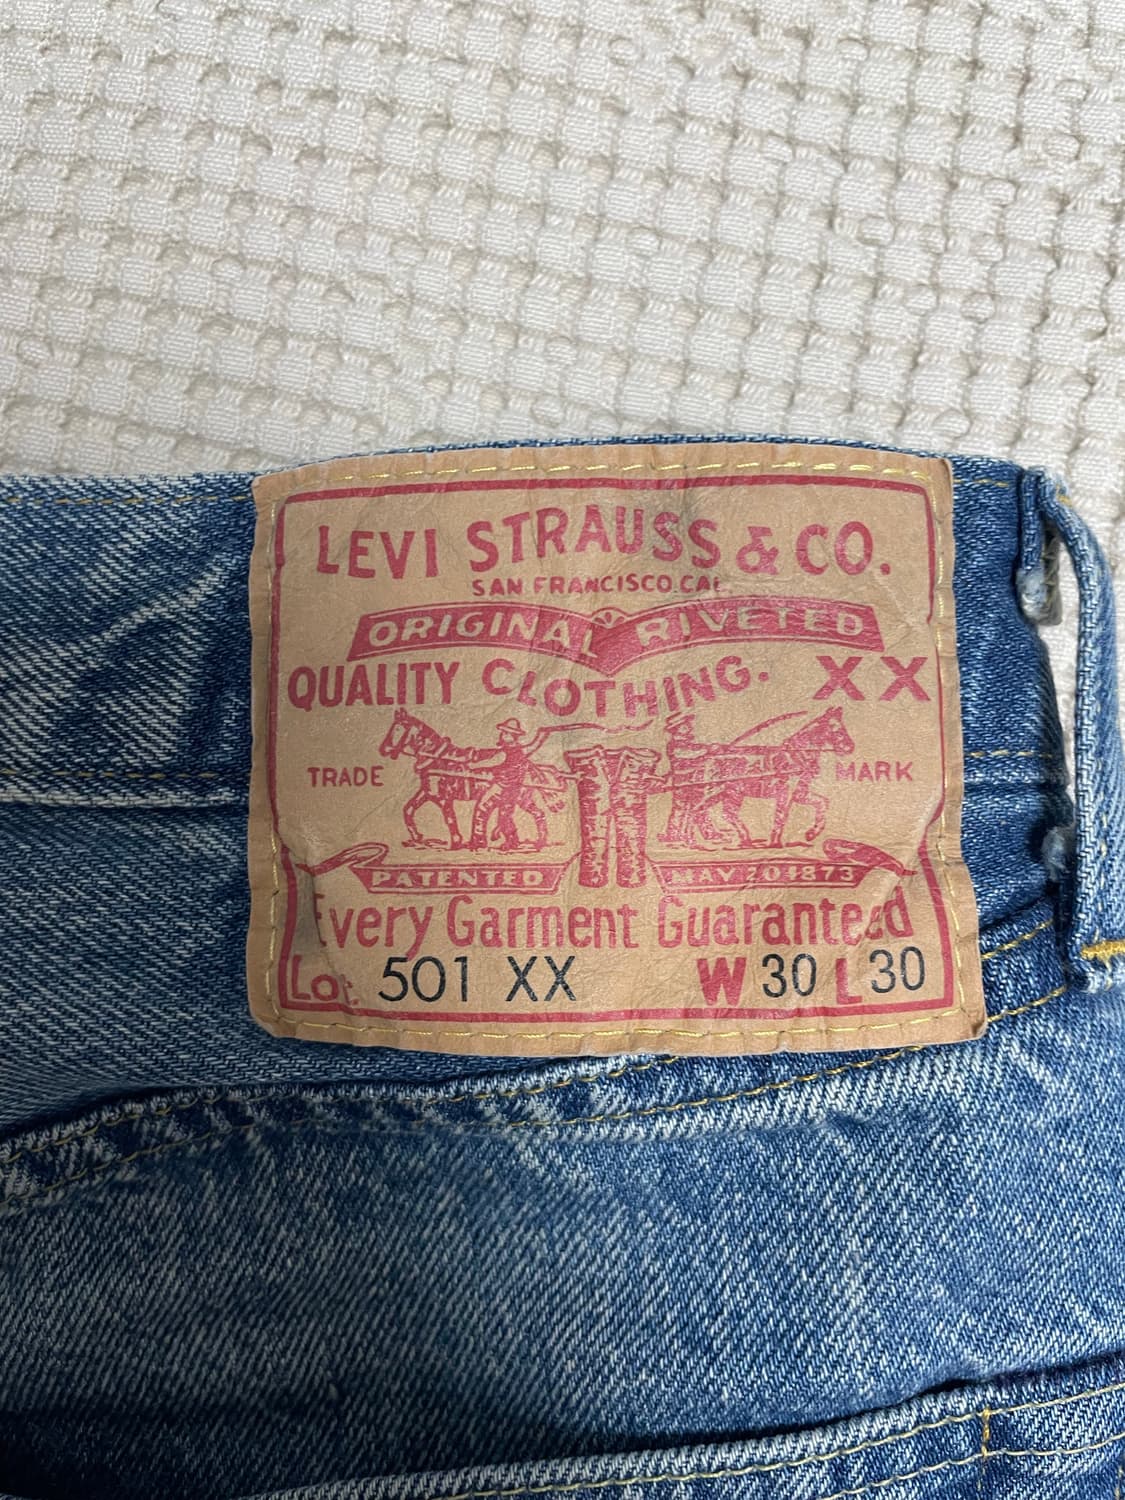 LEVI STRAUSS & CO.
SAN FRANCISCO.CAL.
ORIGINAL RIVETED
QUALITY CLOTHING. XX
TRADE MARK
PATENTED MAY 20 1873
Every Garment Guaranteed
Lot 501 XX W 30 L 30